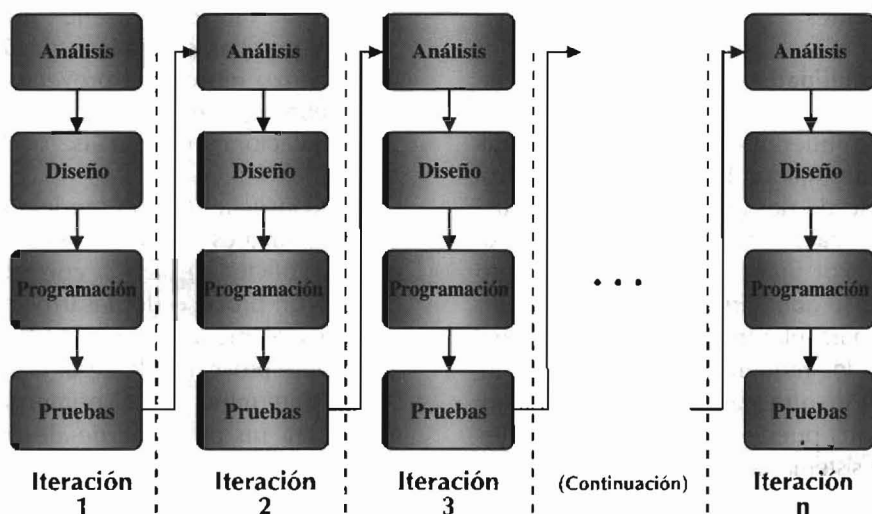 Análisis
Análisis
Análisis
Análisis
Diseño
Diseño
Diseño
Diseño
Programación
Programación
Programación
. . .
Programación
Pruebas
Pruebas
Pruebas
Pruebas
Iteración
1
Iteración
2
Iteración
3
(Continuación)
Iteración
n